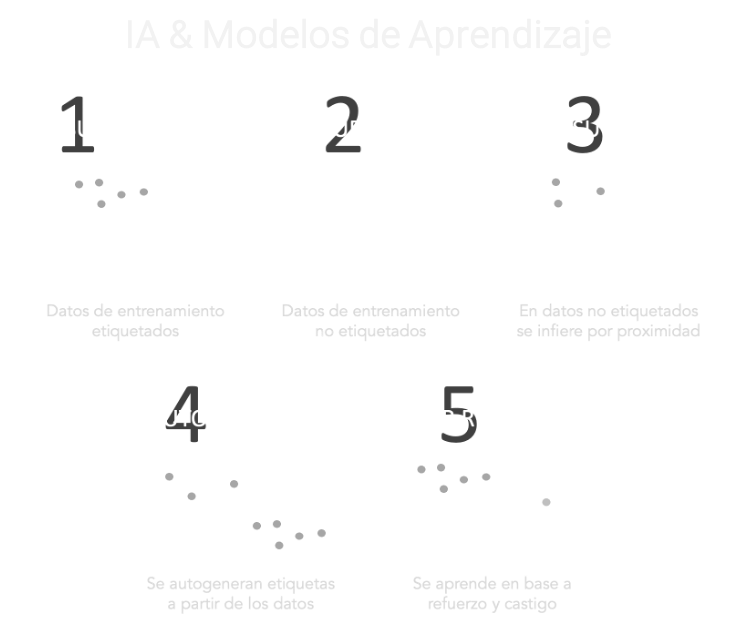 IA & Modelos de Aprendizaje
1
2
3
Datos de entrenamiento
etiquetados
Datos de entrenamiento
no etiquetados
En datos no etiquetados
se infiere por proximidad
4
5
Se autogeneran etiquetas
a partir de los datos
Se aprende en base a
refuerzo y castigo